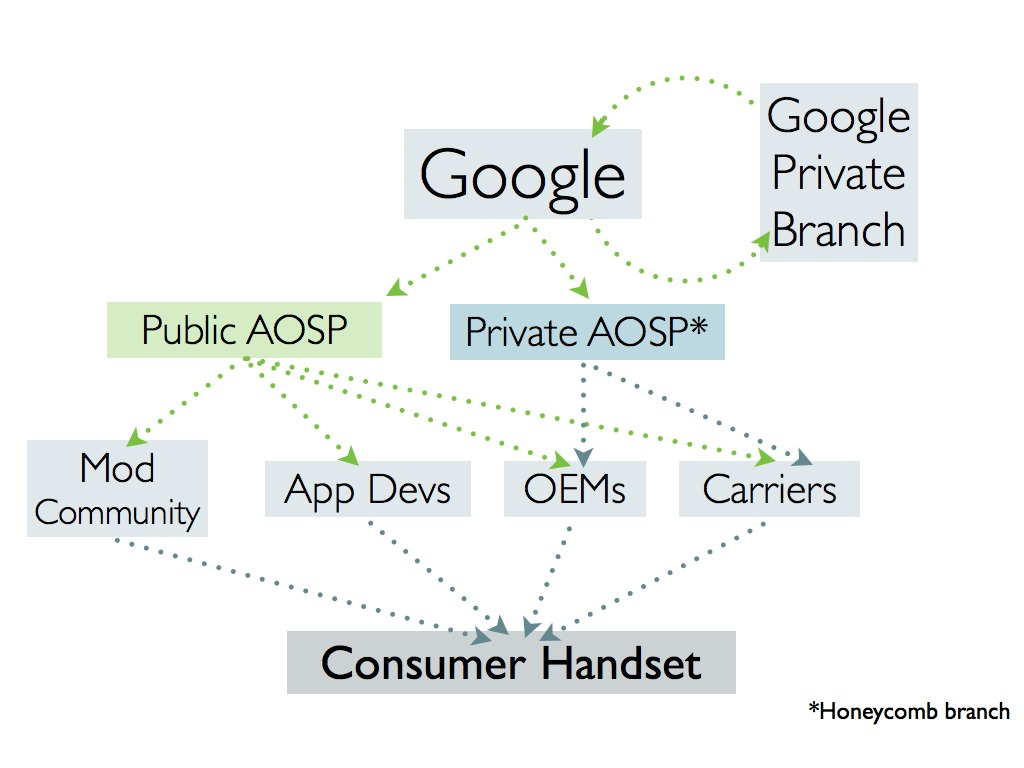 Google
Google
Private
Branch
Public AOSP
Private AOSP*
Mod
Community
App Devs
OEMs
Carriers
Consumer Handset
*Honeycomb branch